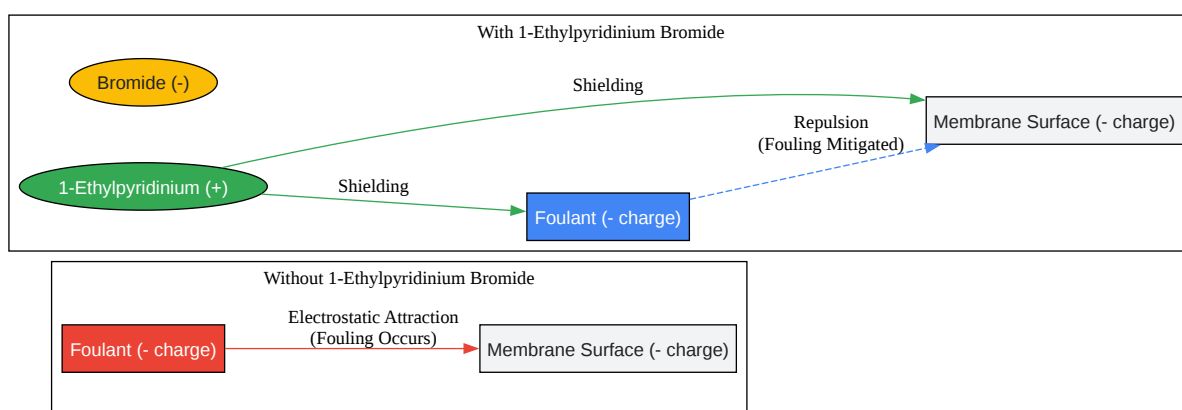 With 1-Ethylpyridinium Bromide
Bromide (-)
Shielding
Membrane Surface (- charge)
Repulsion
(Fouling Mitigated)
1-Ethylpyridinium (+)
Shielding
Foulant (- charge)
Without 1-Ethylpyridinium Bromide
Foulant (- charge)
Electrostatic Attraction
(Fouling Occurs)
Membrane Surface (- charge)